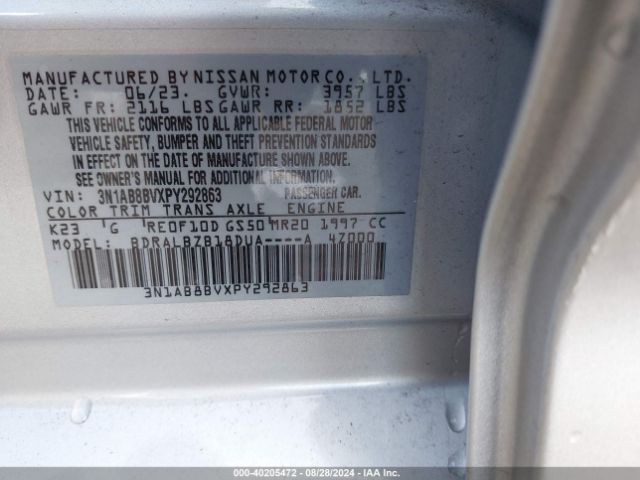 MANUFACTURED BY NISSAN MOTOR CO., LTD.
DATE: 06/23. GVWR: 3957 LBS
GAWR FR: 2116 LBS GAWR RR: 1852 LBS
THIS VEHICLE CONFORMS TO ALL APPLICABLE FEDERAL MOTOR
VEHICLE SAFETY, BUMPER AND THEFT PREVENTION STANDARDS
IN EFFECT ON THE DATE OF MANUFACTURE SHOWN ABOVE.
SEE OWNER'S MANUAL FOR ADDITIONAL INFORMATION.
VIN: 3N1AB8BVXPY292863 PASSENGER CAR.
COLOR TRIM TRANS AXLE ENGINE
K23 G RE0F10D GS50 MR20 1997 CC
MODEL: BDRALBZB18DUA----A 4Z000
3N1AB8BVXPY292863
000-40205472 - 08/28/2024 - IAA Inc.